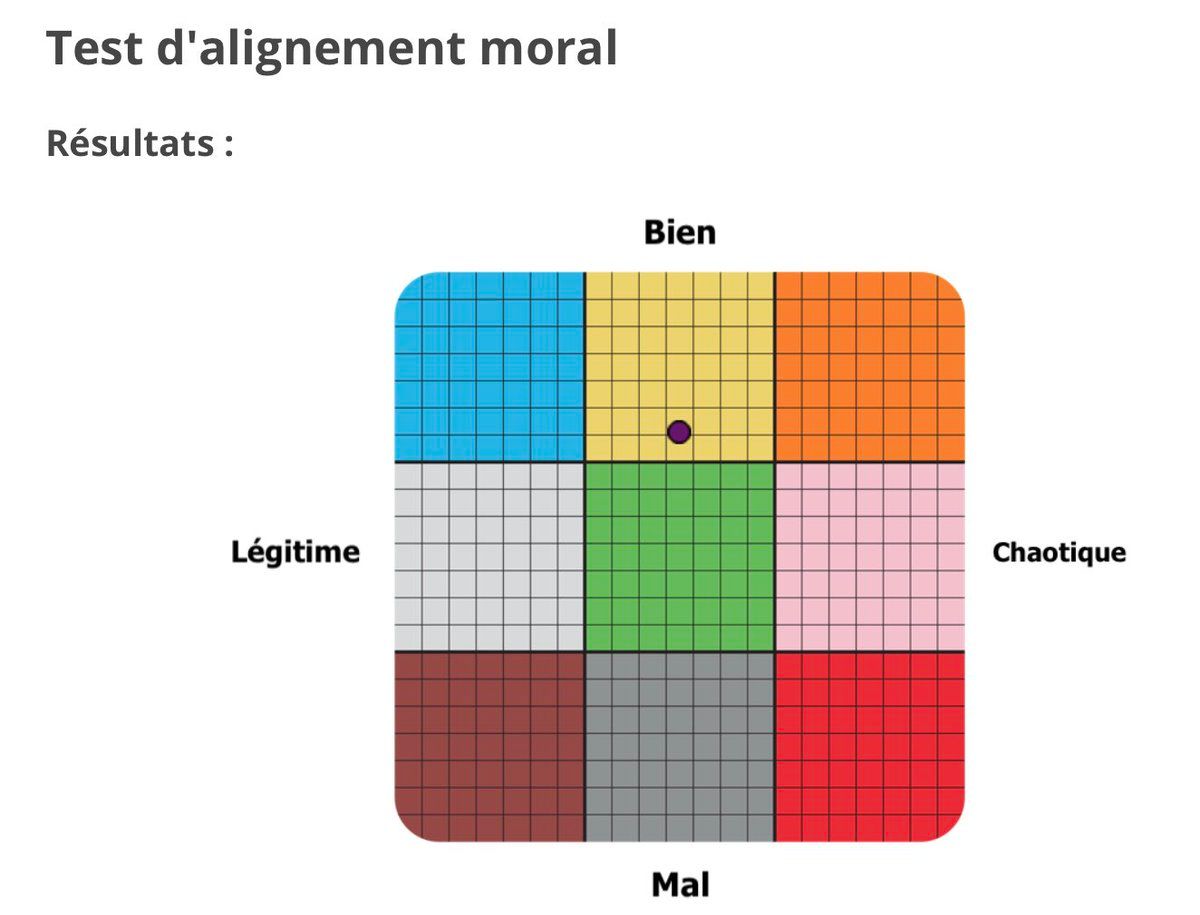 Test d'alignement moral
Résultats :
Bien
Légitime
Chaotique
Mal